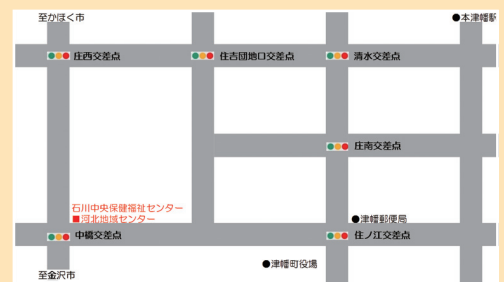 至かほく市
●本津幡駅
庄西交差点
住吉団地口交差点
清水交差点
庄南交差点
石川中央保健福祉センター
■河北地域センター
●津幡郵便局
中橋交差点
住ノ江交差点
●津幡町役場
至金沢市